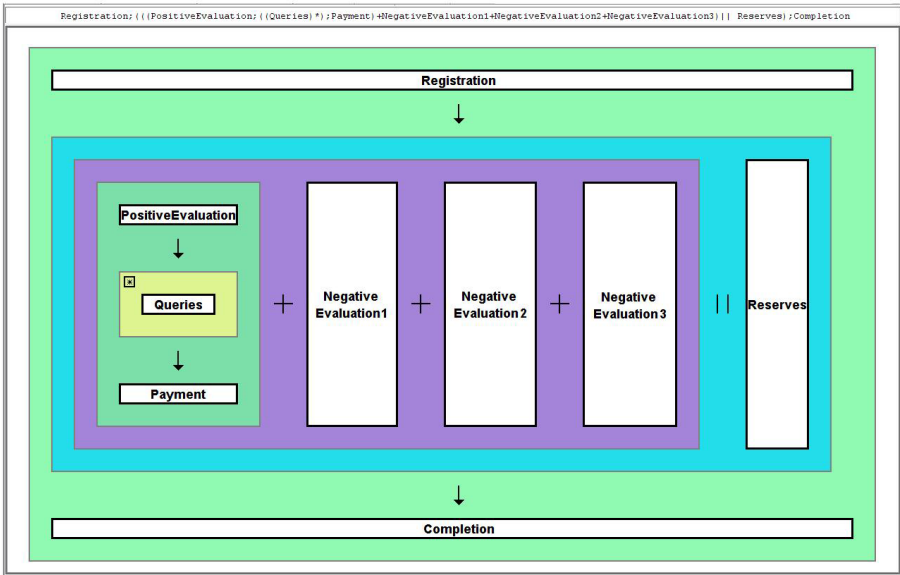 Registration;(((PositiveEvaluation;((Queries)*);Payment)+NegativeEvaluation1+NegativeEvaluation2+NegativeEvaluation3)|| Reserves);Completion
Registration
PositiveEvaluation
*
Queries
Payment
+
Negative
Evaluation1
+
Negative
Evaluation2
+
Negative
Evaluation3
||
Reserves
Completion